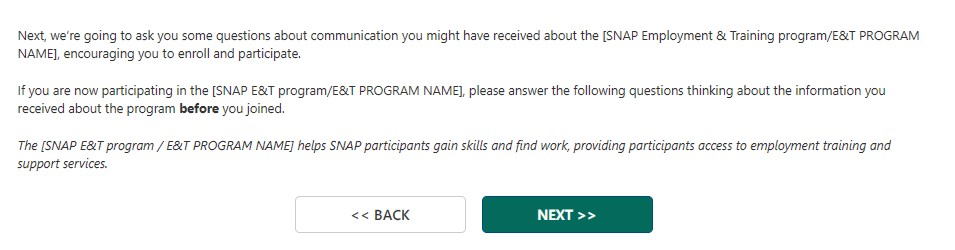 Next, we're going to ask you some questions about communication you might have received about the [SNAP Employment & Training program/E&T PROGRAM
NAME], encouraging you to enroll and participate.
If you are now participating in the [SNAP E&T program/E&T PROGRAM NAME], please answer the following questions thinking about the information you
received about the program before you joined.
The [SNAP E&T program / E&T PROGRAM NAME] helps SNAP participants gain skills and find work, providing participants access to employment training and
support services.
<< BACK
NEXT >>